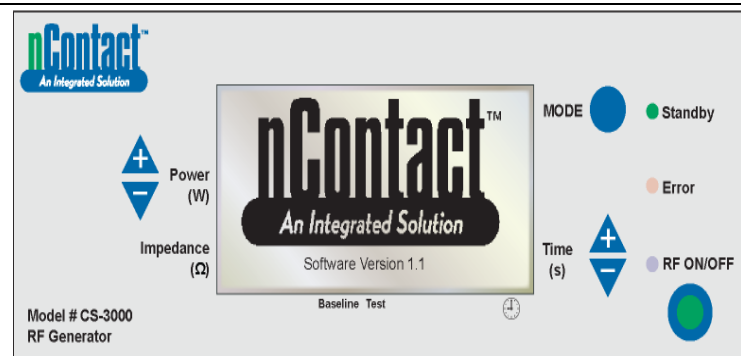 nContact™
An Integrated Solution
+
−
Power
(W)
Impedance
(Ω)
Model # CS-3000
RF Generator
nContact™
An Integrated Solution
Software Version 1.1
Baseline Test
MODE
Standby
Error
Time
(s)
+
−
RF ON/OFF